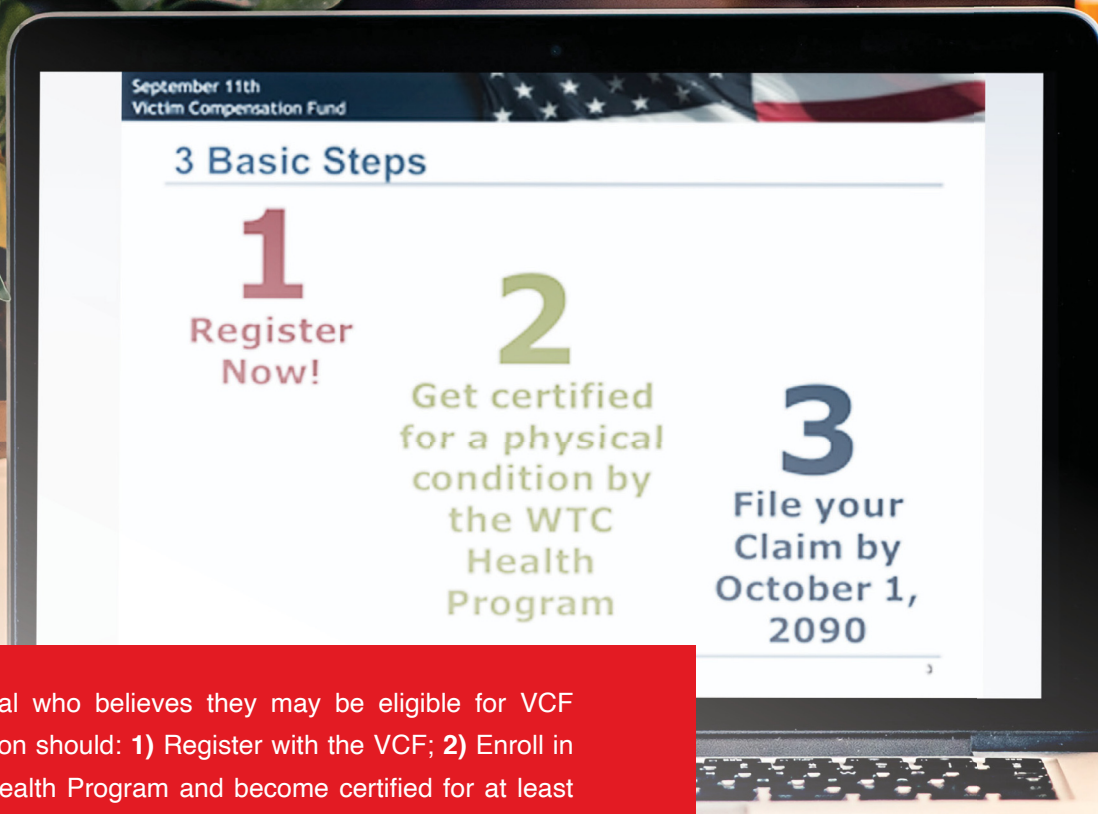 September 11th
Victim Compensation Fund
3 Basic Steps
1
Register
Now!
2
Get certified
for a physical
condition by
the WTC
Health
Program
3
File your
Claim by
October 1,
2090
3
al who believes they may be eligible for VCF
on should: 1) Register with the VCF; 2) Enroll in
ealth Program and become certified for at least